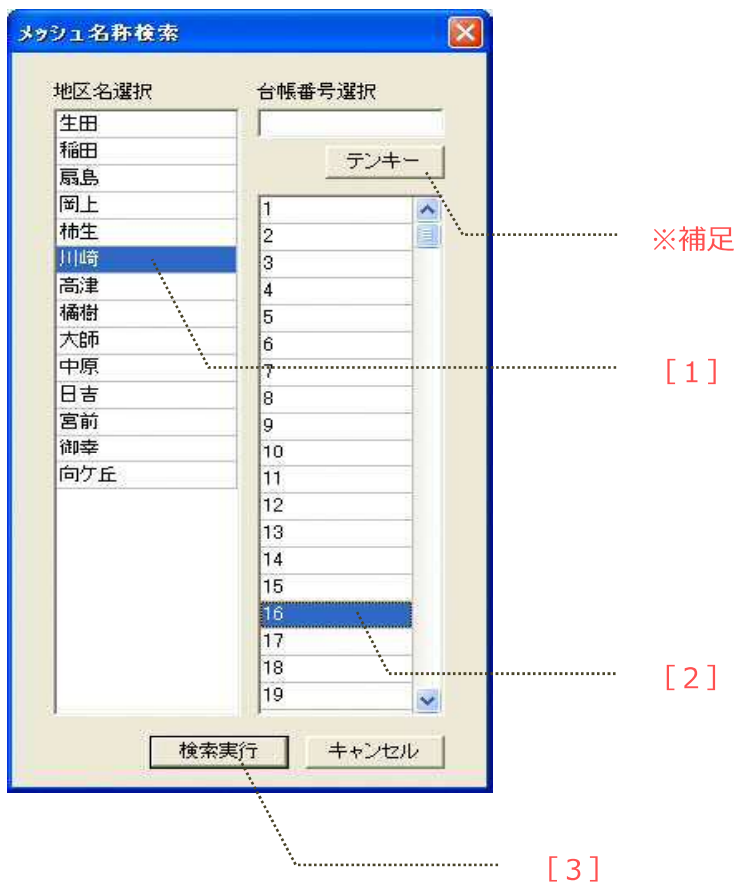 メッシュ名称検索
地区名選択
台帳番号選択
生田
稲田
扇島
岡上
柿生
川崎
高津
橘樹
大師
中原
日吉
宮前
御幸
向ケ丘
テンキー
1
2
3
4
5
6
7
8
9
10
11
12
13
14
15
16
17
18
19
検索実行
キャンセル
※補足
［１］
［２］
［３］